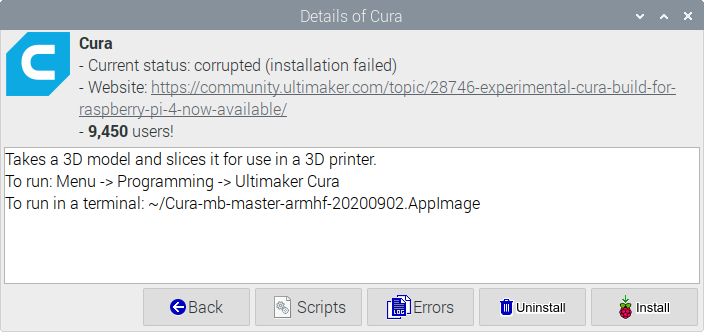 Details of Cura
Cura
- Current status: corrupted (installation failed)
- Website: https://community.ultimaker.com/topic/28746-experimental-cura-build-for-
raspberry-pi-4-now-available/
- 9,450 users!
Takes a 3D model and slices it for use in a 3D printer.
To run: Menu -> Programming -> Ultimaker Cura
To run in a terminal: ~/Cura-mb-master-armhf-20200902.AppImage
Back Scripts LOG Errors Uninstall Install